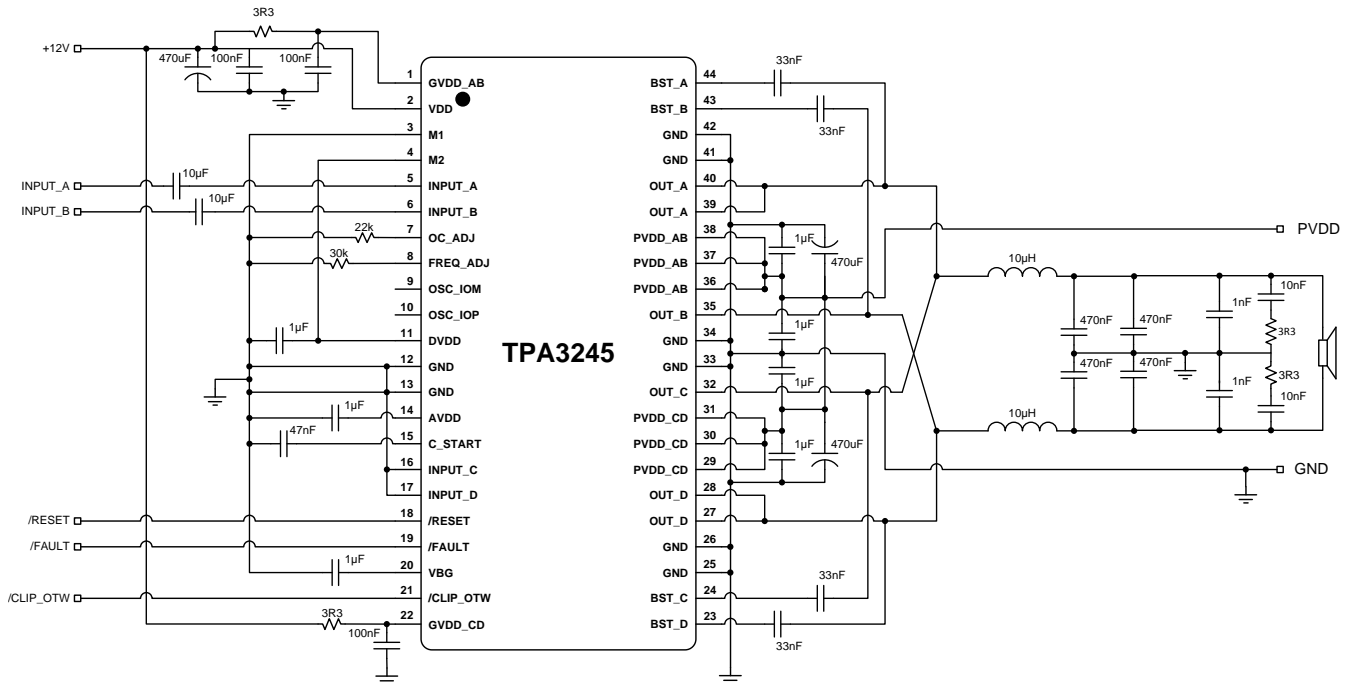 3R3
+12V
470uF
100nF
100nF
33nF
1
GVDD_AB
BST_A
44
2
VDD
BST_B
43
33nF
3
M1
GND
42
4
M2
GND
41
INPUT_A
10µF
5
INPUT_A
OUT_A
40
INPUT_B
10µF
6
INPUT_B
OUT_A
39
22k
7
OC_ADJ
PVDD_AB
38
1µF
470uF
PVDD
30k
8
FREQ_ADJ
PVDD_AB
37
9
OSC_IOM
PVDD_AB
36
10µH
10nF
1nF
10
OSC_IOP
OUT_B
35
470nF
470nF
3R3
1µF
11
DVDD
TPA3245
GND
34
1µF
12
GND
GND
33
13
GND
OUT_C
32
1µF
470nF
470nF
1nF
3R3
10nF
1µF
14
AVDD
PVDD_CD
31
10µH
47nF
15
C_START
PVDD_CD
30
1µF
470uF
16
INPUT_C
PVDD_CD
29
GND
17
INPUT_D
OUT_D
28
/RESET
18
/RESET
OUT_D
27
/FAULT
19
/FAULT
GND
26
1µF
20
VBG
GND
25
33nF
/CLIP_OTW
21
/CLIP_OTW
BST_C
24
3R3
100nF
22
GVDD_CD
BST_D
23
33nF